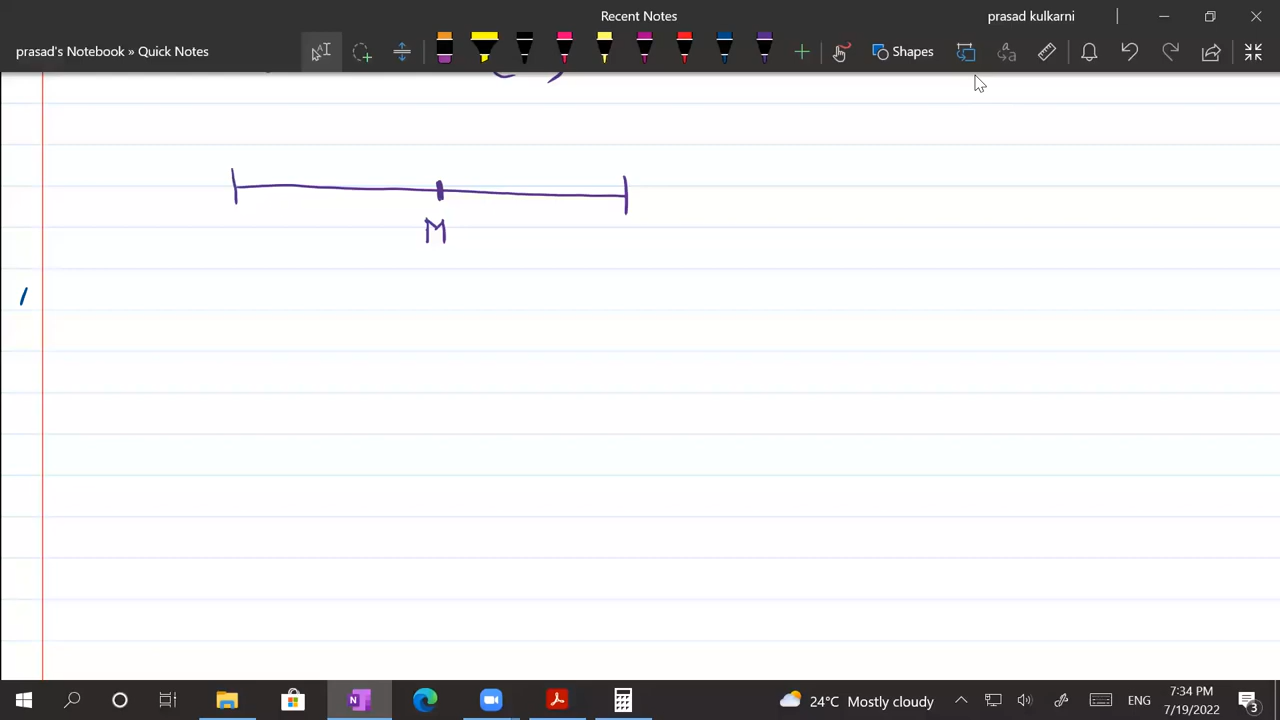 Recent Notes
prasad kulkarni
prasad's Notebook » Quick Notes
Shapes
M
24°C Mostly cloudy
ENG
7:34 PM
7/19/2022
3